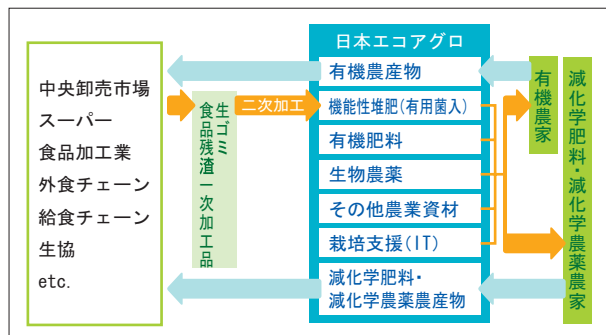 中央卸売市場
スーパー
食品加工業
外食チェーン
給食チェーン
生協
etc.
生ゴミ
食品残渣一次加工品
二次加工
日本エコアグロ
有機農産物
機能性堆肥(有用菌入)
有機肥料
生物農薬
その他農業資材
栽培支援(IT)
減化学肥料・
減化学農薬農産物
有機農家
減化学肥料・減化学農薬農家